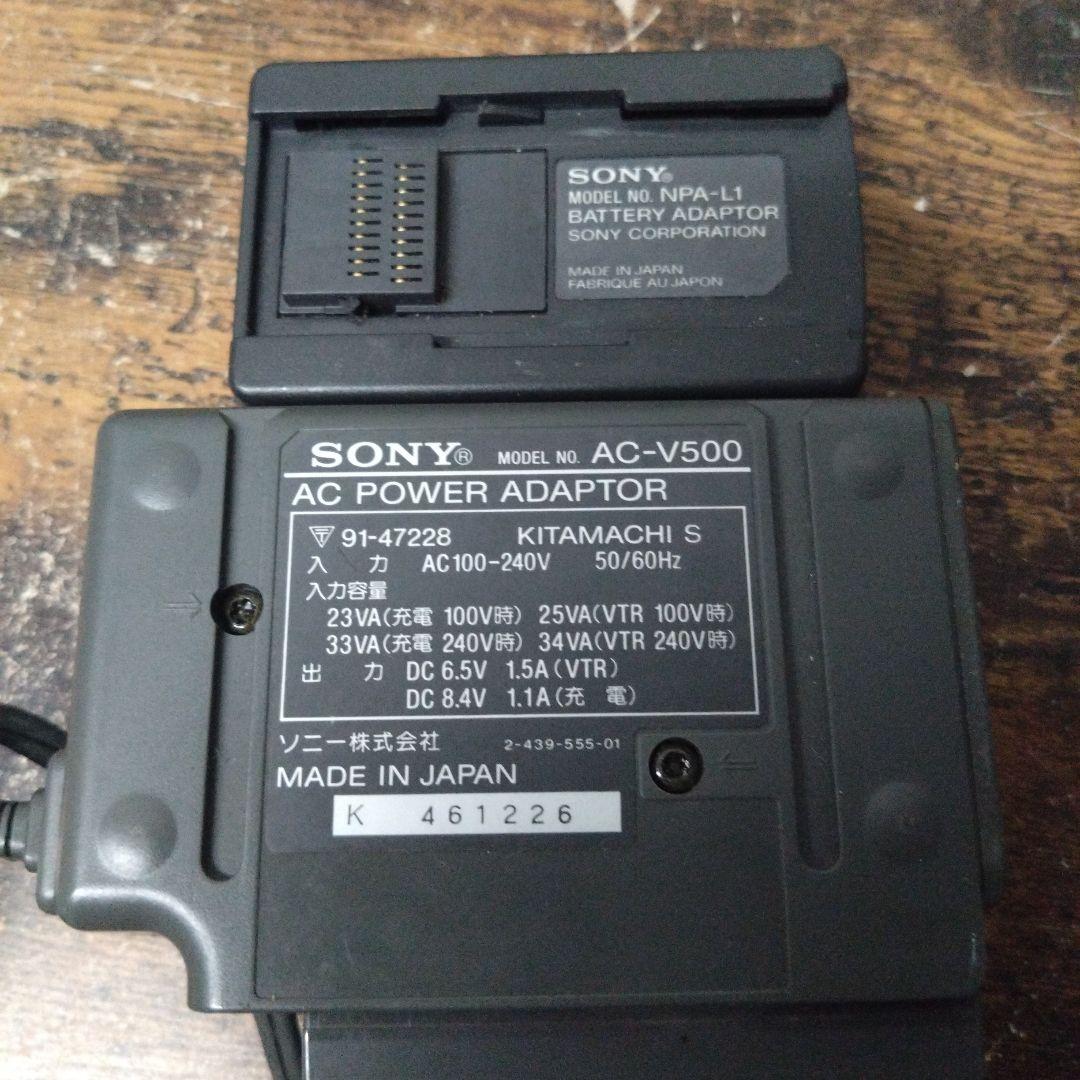 SONY®
MODEL NO. NPA-L1
BATTERY ADAPTOR
SONY CORPORATION
MADE IN JAPAN
FABRIQUE AU JAPON
SONY® MODEL NO. AC-V500
AC POWER ADAPTOR
〒 91-47228 KITAMACHI S
入 力 AC100-240V 50/60Hz
入力容量
23VA(充電 100V時) 25VA(VTR 100V時)
33VA(充電 240V時) 34VA(VTR 240V時)
出 力 DC 6.5V 1.5A(VTR)
DC 8.4V 1.1A(充 電)
ソニー株式会社 2-439-555-01
MADE IN JAPAN
K 461226